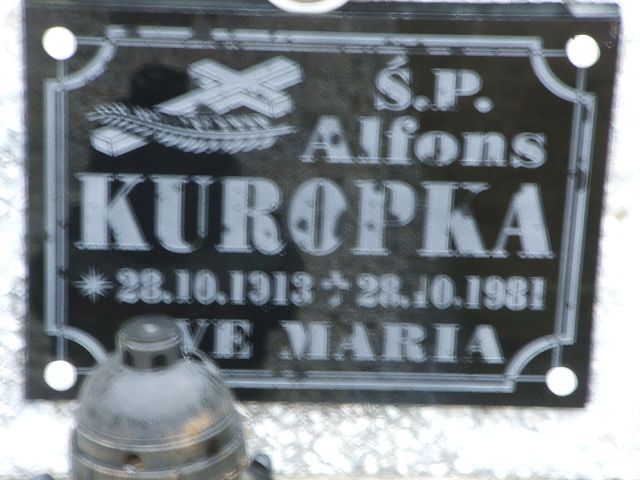 Ś.P.
Alfons
KUROPKA
*28.10.1913 +28.10.1981
VE MARIA